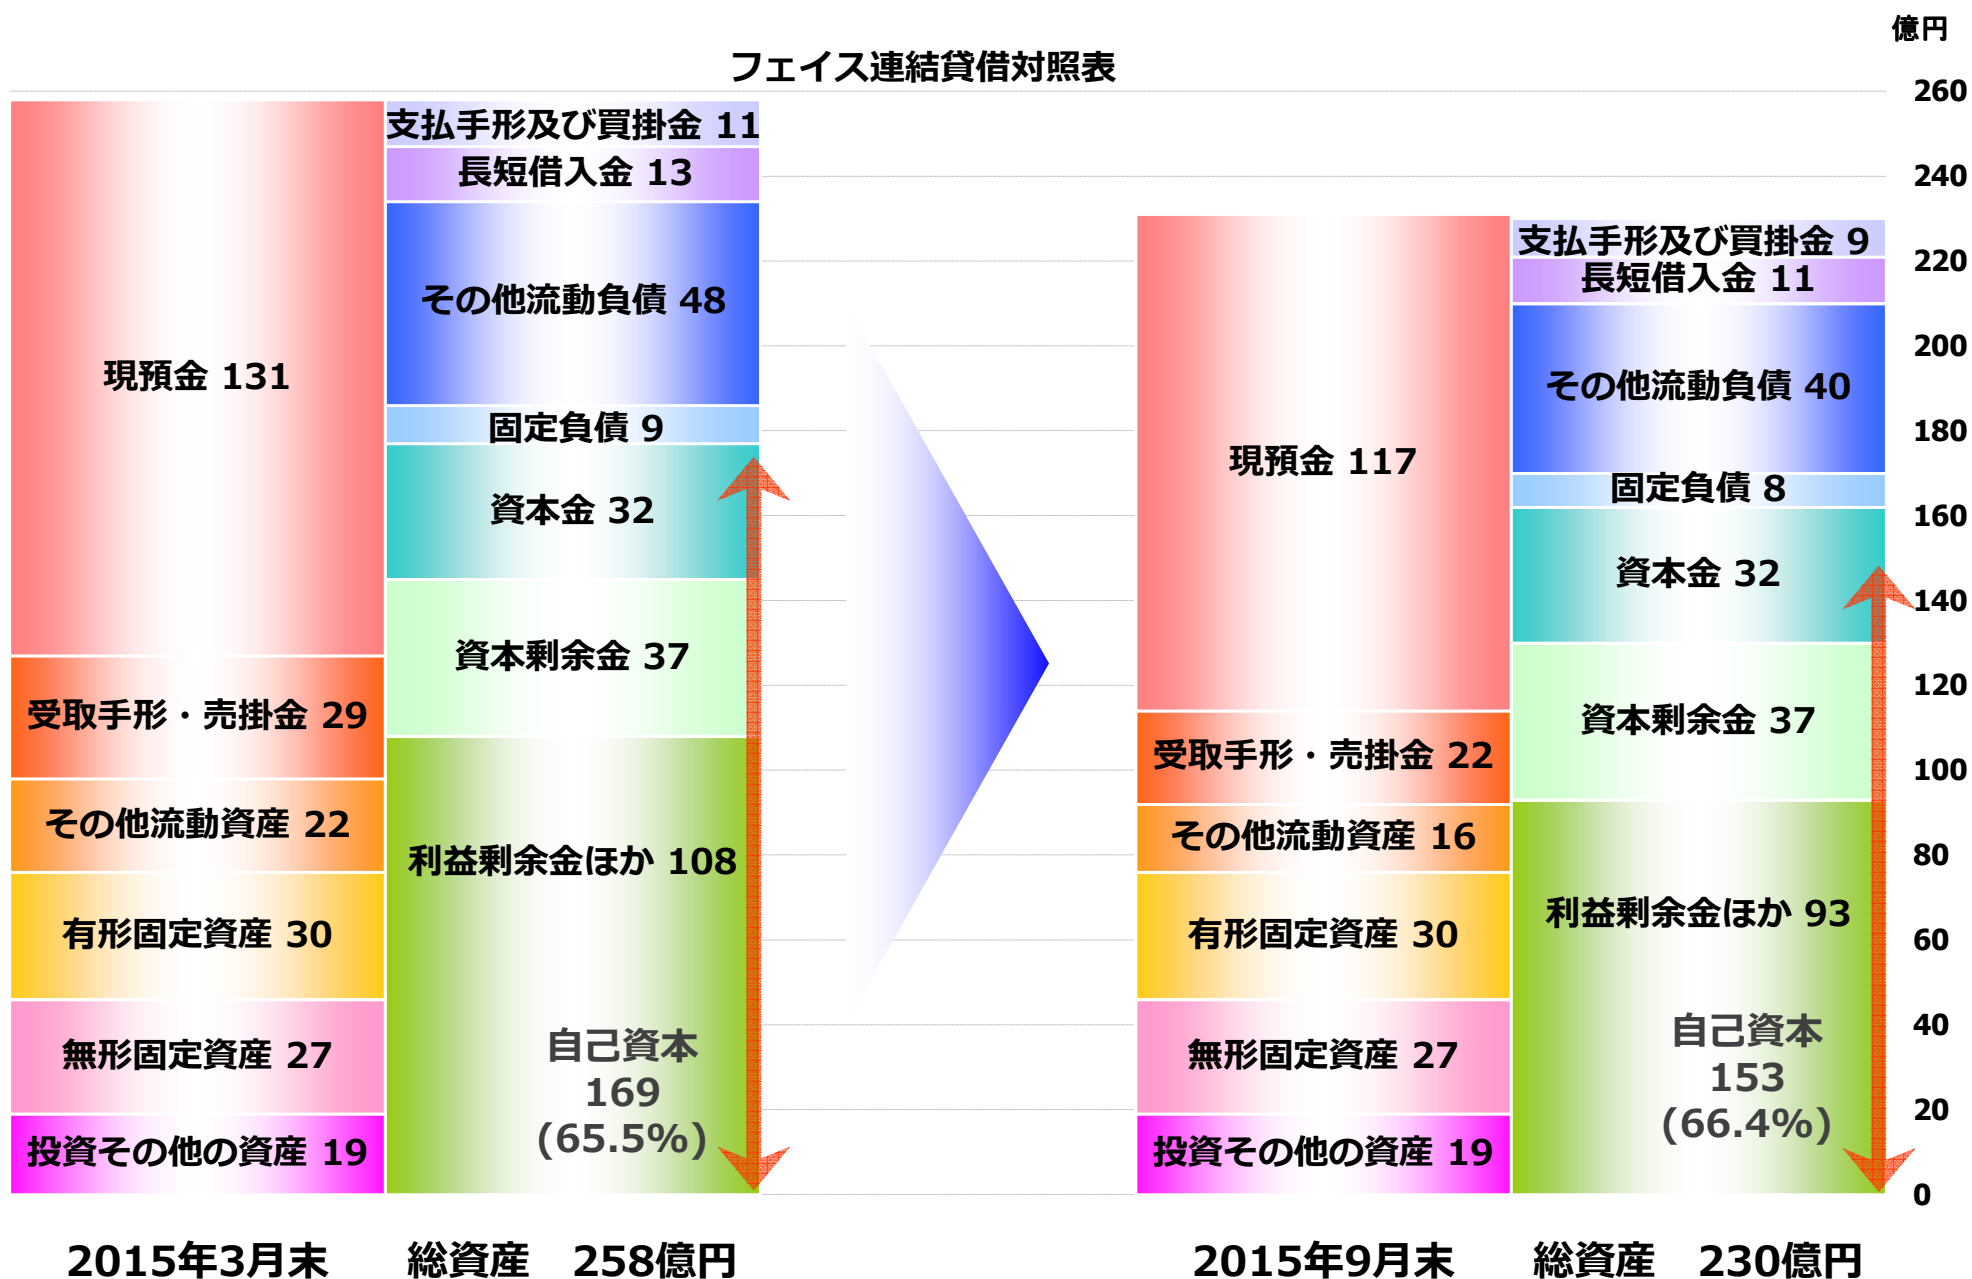 億円
フェイス連結貸借対照表
現預金 131
受取手形・売掛金 29
その他流動資産 22
有形固定資産 30
無形固定資産 27
投資その他の資産 19
支払手形及び買掛金 11
長短借入金 13
その他流動負債 48
固定負債 9
資本金 32
資本剰余金 37
利益剰余金ほか 108
自己資本
169
(65.5%)
現預金 117
受取手形・売掛金 22
その他流動資産 16
有形固定資産 30
無形固定資産 27
投資その他の資産 19
支払手形及び買掛金 9
長短借入金 11
その他流動負債 40
固定負債 8
資本金 32
資本剰余金 37
利益剰余金ほか 93
自己資本
153
(66.4%)
260
240
220
200
180
160
140
120
100
80
60
40
20
0
2015年3月末 総資産 258億円
2015年9月末 総資産 230億円